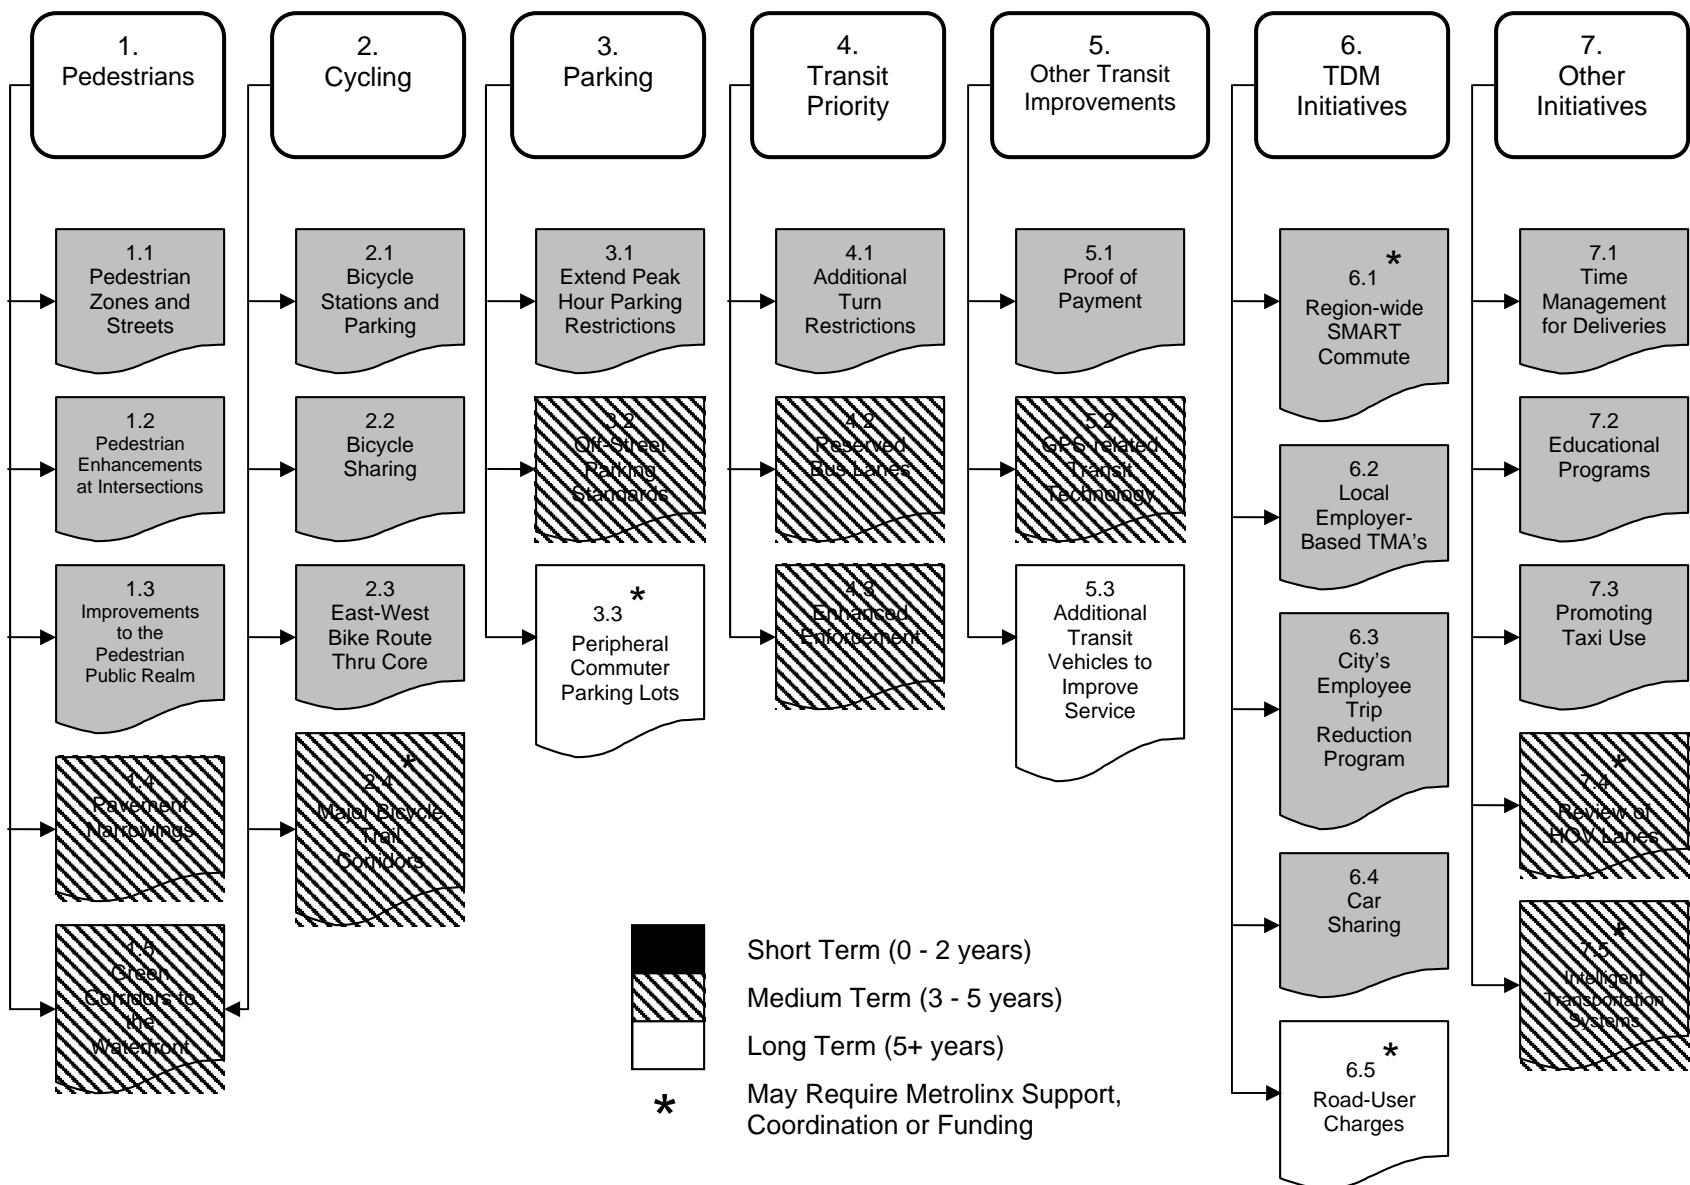 1.
Pedestrians
2.
Cycling
3.
Parking
4.
Transit
Priority
5.
Other Transit
Improvements
6.
TDM
Initiatives
7.
Other
Initiatives
1.1
Pedestrian
Zones and
Streets
1.2
Pedestrian
Enhancements
at Intersections
1.3
Improvements
to the
Pedestrian
Public Realm
1.4
Pavement
Narrowings
1.5
Green
Corridors to
the
Waterfront
2.1
Bicycle
Stations and
Parking
2.2
Bicycle
Sharing
2.3
East-West
Bike Route
Thru Core
2.4 *
Major Bicycle
Trail
Corridors
3.1
Extend Peak
Hour Parking
Restrictions
3.2
Off-Street
Parking
Standards
3.3 *
Peripheral
Commuter
Parking Lots
4.1
Additional
Turn
Restrictions
4.2
Reserved
Bus Lanes
4.3
Enhanced
Enforcement
5.1
Proof of
Payment
5.2
GPS-related
Transit
Technology
5.3
Additional
Transit
Vehicles to
Improve
Service
6.1 *
Region-wide
SMART
Commute
6.2
Local
Employer-
Based TMA's
6.3
City's
Employee
Trip
Reduction
Program
6.4
Car
Sharing
6.5 *
Road-User
Charges
7.1
Time
Management
for Deliveries
7.2
Educational
Programs
7.3
Promoting
Taxi Use
7.4 *
Review of
HOV Lanes
7.5 *
Intelligent
Transportation
Systems
Short Term (0 - 2 years)
Medium Term (3 - 5 years)
Long Term (5+ years)
* May Require Metrolinx Support,
Coordination or Funding